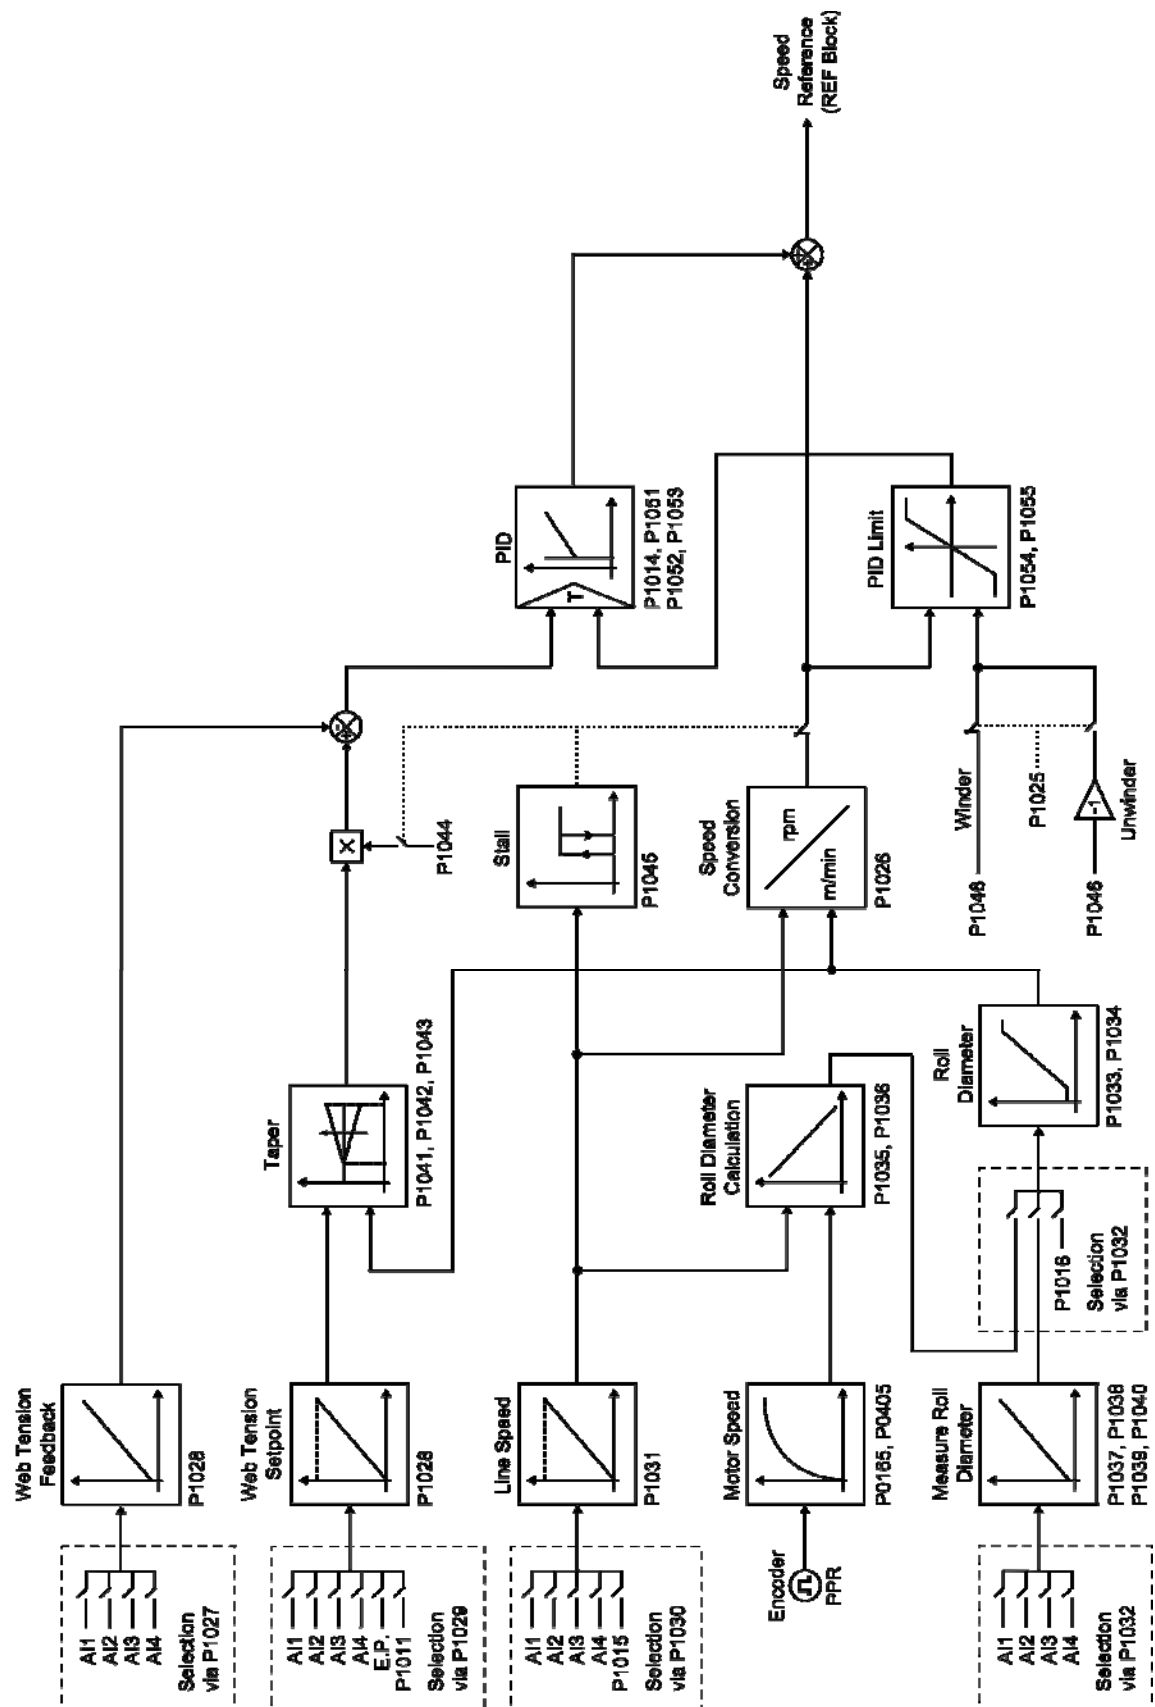 Web Tension
Feedback
P1028
AI1
AI2
AI3
AI4
Selection
via P1027
Web Tension
Setpoint
P1028
AI1
AI2
AI3
AI4
E.P.
P1011
Selection
via P1029
Taper
P1041, P1042, P1043
X
P1044
Line Speed
P1031
AI1
AI2
AI3
AI4
P1015
Selection
via P1030
Stall
P1045
PID
T
P1014, P1051
P1052, P1053
Motor Speed
P0165, P0405
Encoder
PPR
Roll Diameter
Calculation
P1035, P1036
Speed
Conversion
rpm
m/min
P1026
Speed
Reference
(REF Block)
Measure Roll
Diameter
P1037, P1038
P1039, P1040
AI1
AI2
AI3
AI4
Selection
via P1032
P1016
Selection
via P1032
Roll
Diameter
P1033, P1034
P1046
Winder
P1025
P1046
-1
Unwinder
PID Limit
P1054, P1055